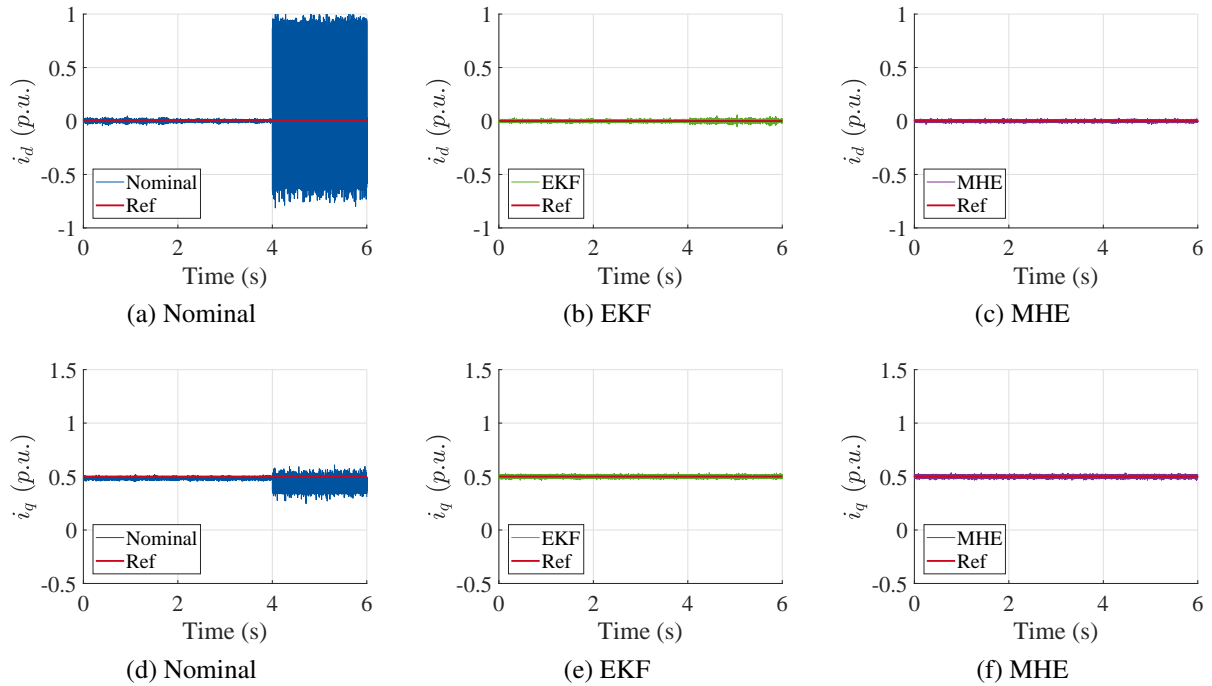 1
0.5
0
-0.5
-1
i_d (p.u.)
Nominal
Ref
0 2 4 6
Time (s)
(a) Nominal
1
0.5
0
-0.5
-1
i_d (p.u.)
EKF
Ref
0 2 4 6
Time (s)
(b) EKF
1
0.5
0
-0.5
-1
i_d (p.u.)
MHE
Ref
0 2 4 6
Time (s)
(c) MHE
1.5
1
0.5
0
-0.5
i_q (p.u.)
Nominal
Ref
0 2 4 6
Time (s)
(d) Nominal
1.5
1
0.5
0
-0.5
i_q (p.u.)
EKF
Ref
0 2 4 6
Time (s)
(e) EKF
1.5
1
0.5
0
-0.5
i_q (p.u.)
MHE
Ref
0 2 4 6
Time (s)
(f) MHE